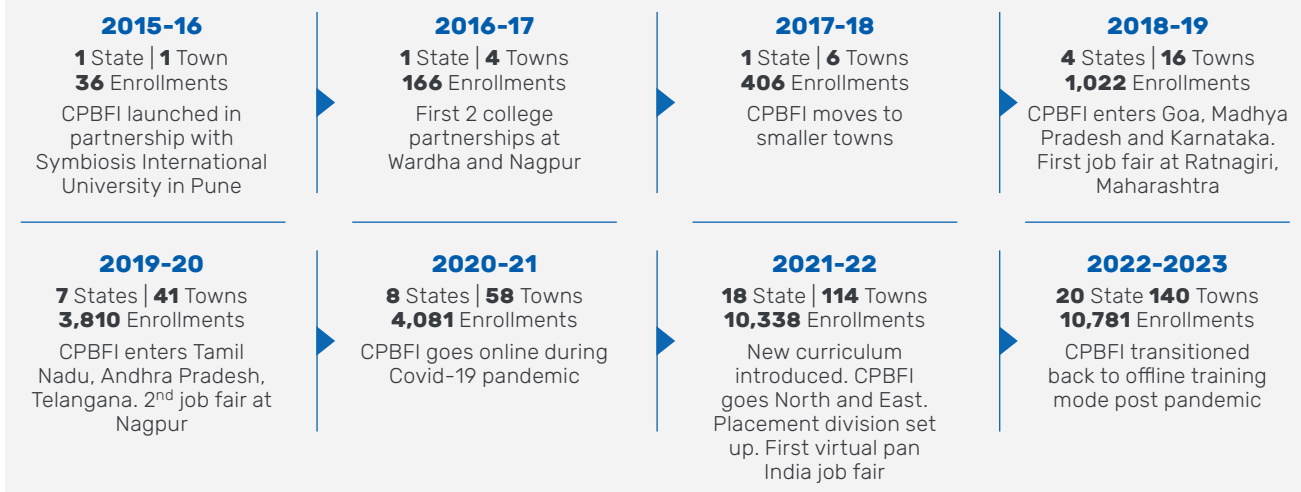 2015-16
1 State | 1 Town
36 Enrollments
CPBFI launched in
partnership with
Symbiosis International
University in Pune
2016-17
1 State | 4 Towns
166 Enrollments
First 2 college
partnerships at
Wardha and Nagpur
2017-18
1 State | 6 Towns
406 Enrollments
CPBFI moves to
smaller towns
2018-19
4 States | 16 Towns
1,022 Enrollments
CPBFI enters Goa, Madhya
Pradesh and Karnataka.
First job fair at Ratnagiri,
Maharashtra
2019-20
7 States | 41 Towns
3,810 Enrollments
CPBFI enters Tamil
Nadu, Andhra Pradesh,
Telangana. 2nd job fair at
Nagpur
2020-21
8 States | 58 Towns
4,081 Enrollments
CPBFI goes online during
Covid-19 pandemic
2021-22
18 State | 114 Towns
10,338 Enrollments
New curriculum
introduced. CPBFI
goes North and East.
Placement division set
up. First virtual pan
India job fair
2022-2023
20 State 140 Towns
10,781 Enrollments
CPBFI transitioned
back to offline training
mode post pandemic